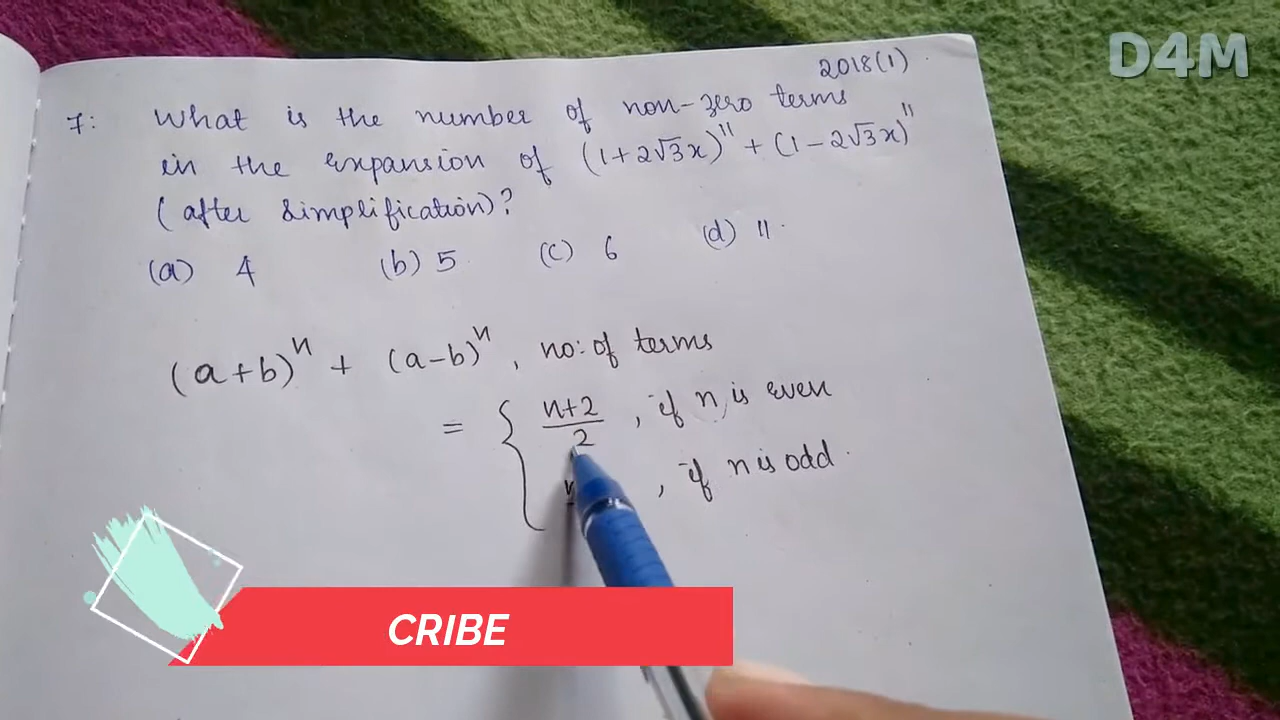 D4M
2018(1)
7: What is the number of non-zero terms
in the expansion of (1+2√3x)¹¹ + (1-2√3x)¹¹
(after simplification)?
(a) 4 (b) 5 (c) 6 (d) 11
(a+b)ⁿ + (a-b)ⁿ, no: of terms
= { n+2/2, if n is even
, if n is odd.
CRIBE